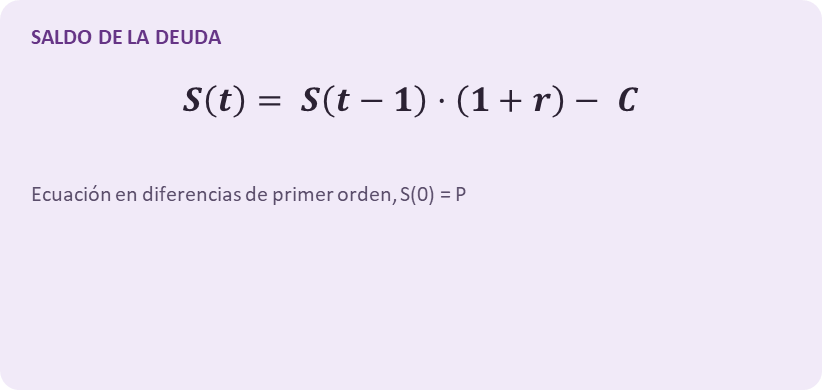 SALDO DE LA DEUDA
S(t) = S(t − 1) · (1 + r) − C
Ecuación en diferencias de primer orden, S(0) = P